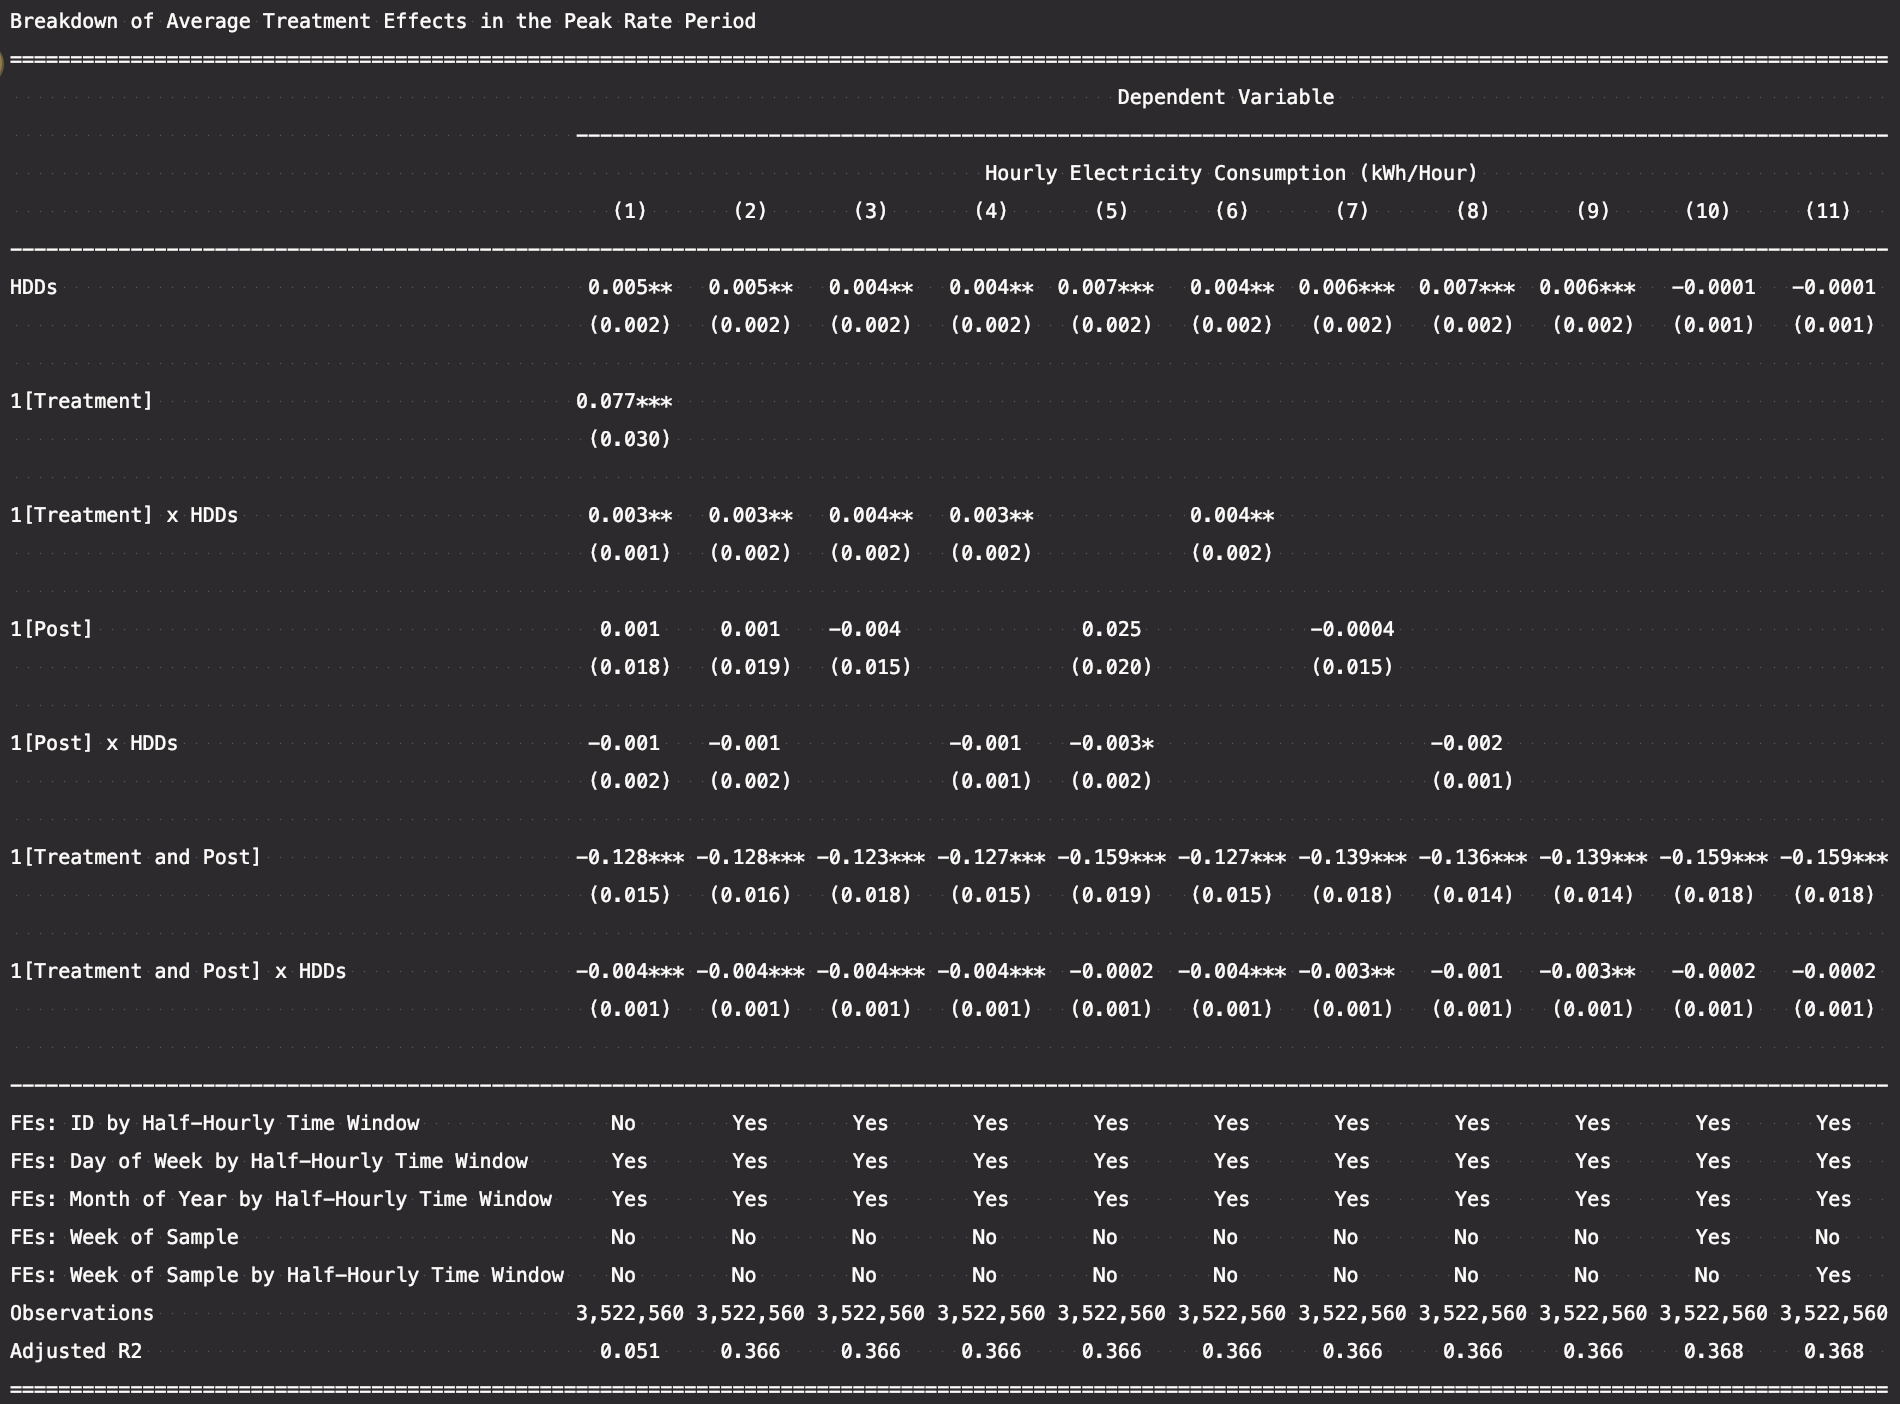 Breakdown of Average Treatment Effects in the Peak Rate Period
Dependent Variable
Hourly Electricity Consumption (kWh/Hour)
(1) (2) (3) (4) (5) (6) (7) (8) (9) (10) (11)
HDDs 0.005** 0.005** 0.004** 0.004** 0.007*** 0.004** 0.006*** 0.007*** 0.006*** -0.0001 -0.0001
(0.002) (0.002) (0.002) (0.002) (0.002) (0.002) (0.002) (0.002) (0.002) (0.001) (0.001)
1[Treatment] 0.077***
(0.030)
1[Treatment] x HDDs 0.003** 0.003** 0.004** 0.003** 0.004**
(0.001) (0.002) (0.002) (0.002) (0.002)
1[Post] 0.001 0.001 -0.004 0.025 -0.0004
(0.018) (0.019) (0.015) (0.020) (0.015)
1[Post] x HDDs -0.001 -0.001 -0.001 -0.003* -0.002
(0.002) (0.002) (0.001) (0.002) (0.001)
1[Treatment and Post] -0.128*** -0.128*** -0.123*** -0.127*** -0.159*** -0.127*** -0.139*** -0.136*** -0.139*** -0.159*** -0.159***
(0.015) (0.016) (0.018) (0.015) (0.019) (0.015) (0.018) (0.014) (0.014) (0.018) (0.018)
1[Treatment and Post] x HDDs -0.004*** -0.004*** -0.004*** -0.004*** -0.0002 -0.004*** -0.003** -0.001 -0.003** -0.0002 -0.0002
(0.001) (0.001) (0.001) (0.001) (0.001) (0.001) (0.001) (0.001) (0.001) (0.001) (0.001)
FEs: ID by Half-Hourly Time Window No Yes Yes Yes Yes Yes Yes Yes Yes Yes Yes
FEs: Day of Week by Half-Hourly Time Window Yes Yes Yes Yes Yes Yes Yes Yes Yes Yes Yes
FEs: Month of Year by Half-Hourly Time Window Yes Yes Yes Yes Yes Yes Yes Yes Yes Yes Yes
FEs: Week of Sample No No No No No No No No No Yes No
FEs: Week of Sample by Half-Hourly Time Window No No No No No No No No No No Yes
Observations 3,522,560 3,522,560 3,522,560 3,522,560 3,522,560 3,522,560 3,522,560 3,522,560 3,522,560 3,522,560 3,522,560
Adjusted R2 0.051 0.366 0.366 0.366 0.366 0.366 0.366 0.366 0.366 0.368 0.368